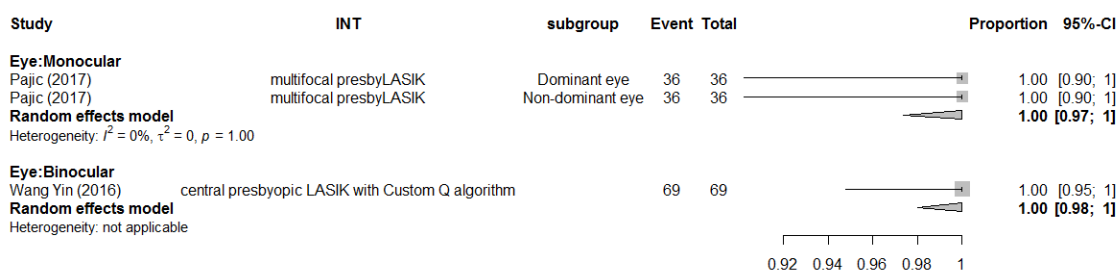 Study INT subgroup Event Total Proportion 95%-CI
Eye:Monocular
Pajic (2017) multifocal presbyLASIK Dominant eye 36 36 1.00 [0.90; 1]
Pajic (2017) multifocal presbyLASIK Non-dominant eye 36 36 1.00 [0.90; 1]
Random effects model 1.00 [0.97; 1]
Heterogeneity: I² = 0%, τ² = 0, p = 1.00
Eye:Binocular
Wang Yin (2016) central presbyopic LASIK with Custom Q algorithm 69 69 1.00 [0.95; 1]
Random effects model 1.00 [0.98; 1]
Heterogeneity: not applicable
0.92 0.94 0.96 0.98 1